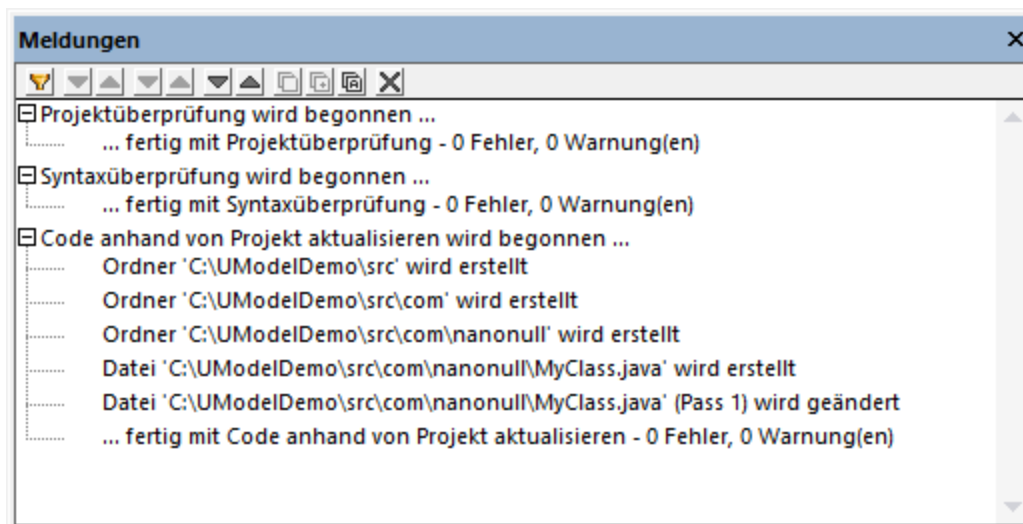 Meldungen
Projektüberprüfung wird begonnen ...
... fertig mit Projektüberprüfung - 0 Fehler, 0 Warnung(en)
Syntaxüberprüfung wird begonnen ...
... fertig mit Syntaxüberprüfung - 0 Fehler, 0 Warnung(en)
Code anhand von Projekt aktualisieren wird begonnen ...
Ordner 'C:\UModelDemo\src' wird erstellt
Ordner 'C:\UModelDemo\src\com' wird erstellt
Ordner 'C:\UModelDemo\src\com\nanonull' wird erstellt
Datei 'C:\UModelDemo\src\com\nanonull\MyClass.java' wird erstellt
Datei 'C:\UModelDemo\src\com\nanonull\MyClass.java' (Pass 1) wird geändert
... fertig mit Code anhand von Projekt aktualisieren - 0 Fehler, 0 Warnung(en)